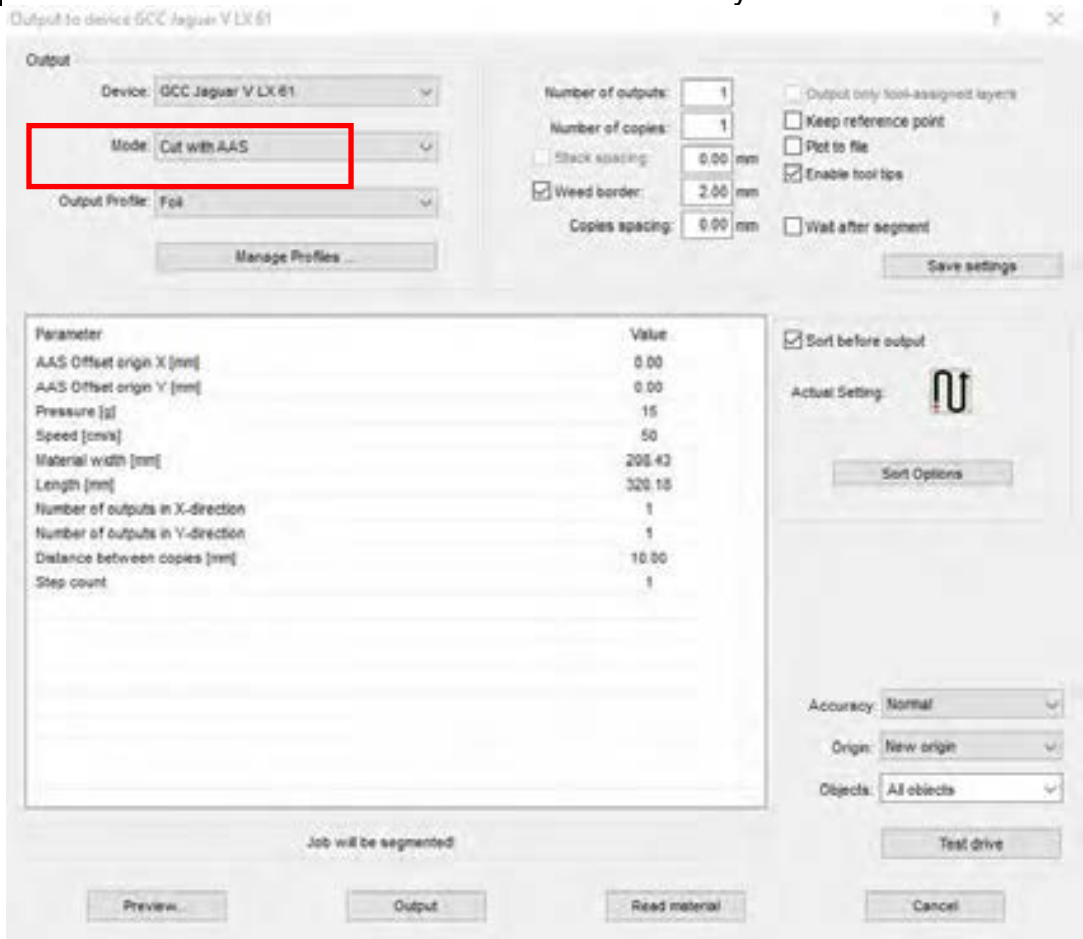 Output to device GCC Jaguar V LX 61
Output
Device: GCC Jaguar V LX 61
Mode: Cut with AAS
Output Profile: Foil
Manage Profiles ...
Number of outputs: 1
Number of copies: 1
Stack spacing: 0.00 mm
Weed border: 2.00 mm
Copies spacing: 0.00 mm
Output only tool-assigned layers
Keep reference point
Plot to file
Enable tool tips
Wait after segment
Save settings
Parameter Value
AAS Offset origin X [mm] 0.00
AAS Offset origin Y [mm] 0.00
Pressure [g] 15
Speed [cm/s] 50
Material width [mm] 208.43
Length [mm] 320.18
Number of outputs in X-direction 1
Number of outputs in Y-direction 1
Distance between copies [mm] 10.00
Step count 1
Sort before output
Actual Setting:
Sort Options
Accuracy: Normal
Origin: New origin
Objects: All objects
Job will be segmented!
Test drive
Preview...
Output
Read material
Cancel